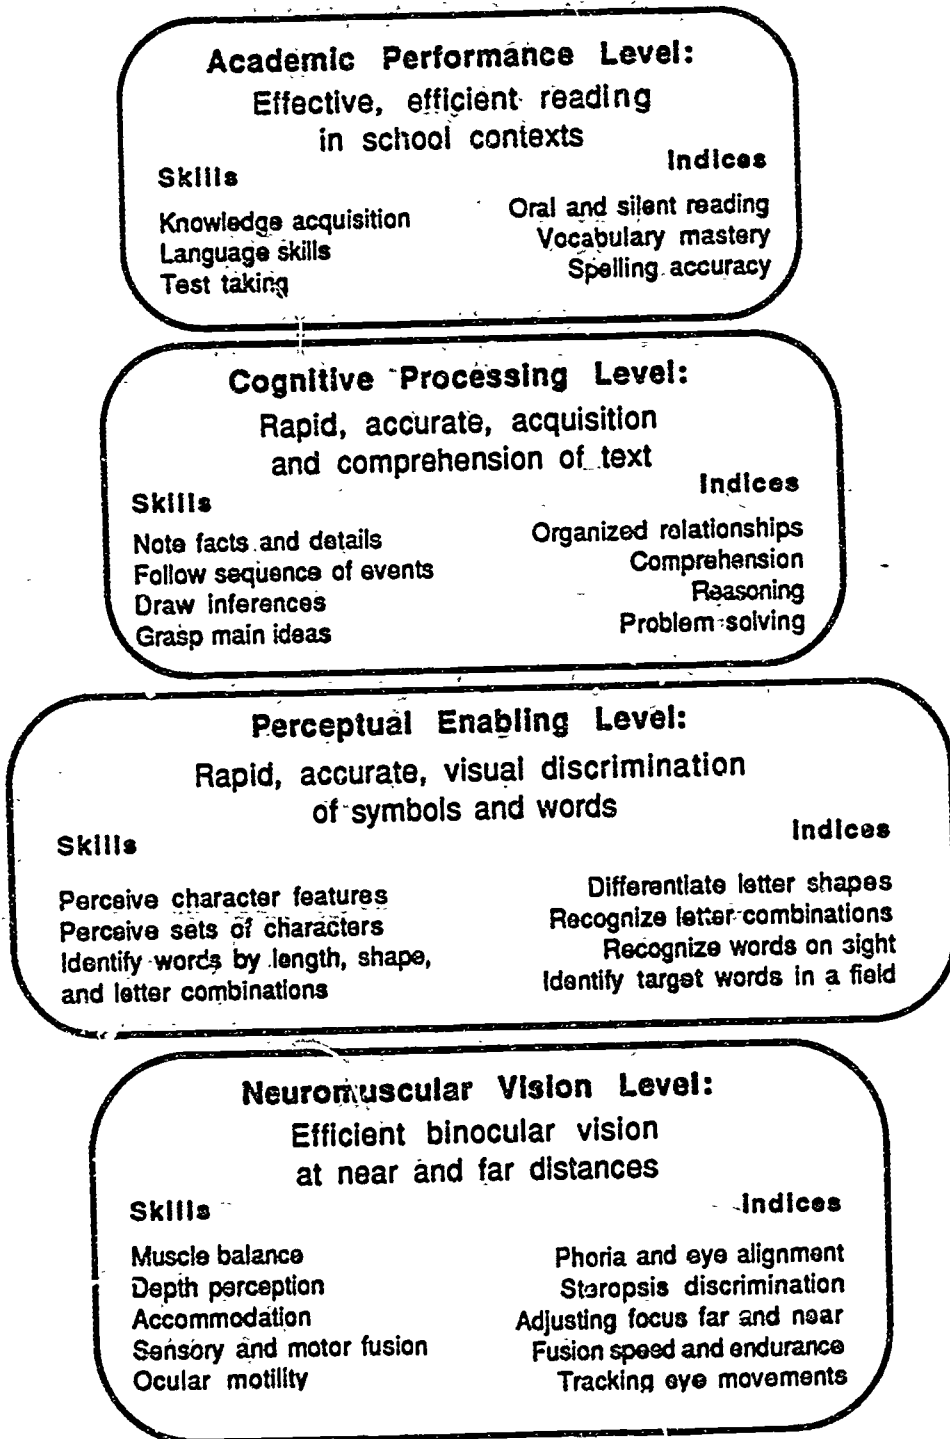 Academic Performance Level:
Effective, efficient reading
in school contexts
Skills
Indices
Knowledge acquisition
Language skills
Test taking
Oral and silent reading
Vocabulary mastery
Spelling accuracy
Cognitive Processing Level:
Rapid, accurate, acquisition
and comprehension of text
Skills
Indices
Note facts and details
Follow sequence of events
Draw inferences
Grasp main ideas
Organized relationships
Comprehension
Reasoning
Problem solving
Perceptual Enabling Level:
Rapid, accurate, visual discrimination
of symbols and words
Skills
Indices
Perceive character features
Perceive sets of characters
Identify words by length, shape,
and letter combinations
Differentiate letter shapes
Recognize letter combinations
Recognize words on sight
Identify target words in a field
Neuromuscular Vision Level:
Efficient binocular vision
at near and far distances
Skills
Indices
Muscle balance
Depth perception
Accommodation
Sensory and motor fusion
Ocular motility
Phoria and eye alignment
Steropsis discrimination
Adjusting focus far and near
Fusion speed and endurance
Tracking eye movements